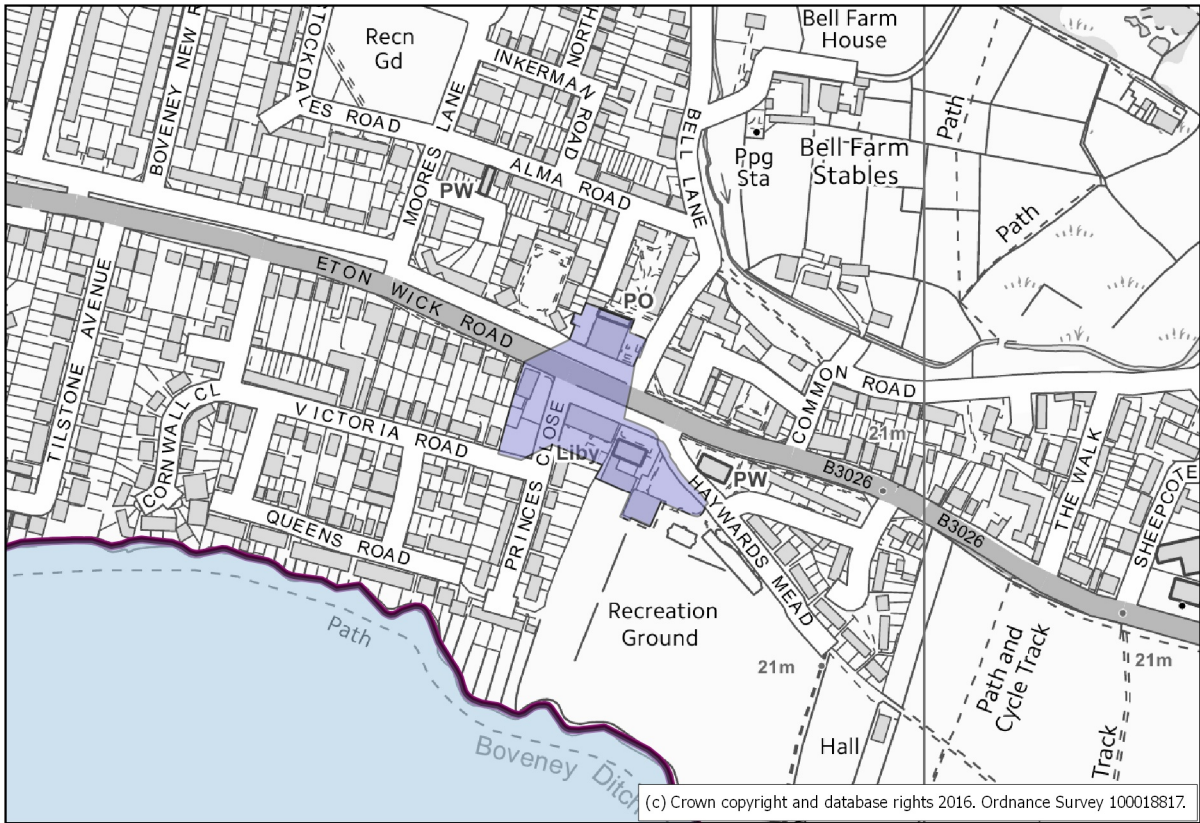 BOVENEY NEW R
TOCKDALES ROAD
Recn
Gd
LANE
MOORES
INKERMAN ROAD
HORTON
ROAD
ALMA ROAD
BELL LANE
Bell Farm
House
Ppg
Sta
Bell Farm
Stables
Path
Path
PW
ETON WICK ROAD
PO
TILSTONE AVENUE
CORNWALL CL
VICTORIA ROAD
QUEENS ROAD
PRINCES CLOSE
Liby
PW
HAYWARDS MEAD
COMMON ROAD
21m
B3026
B3026
THE WALK
SHEEPCOTE
Recreation
Ground
21m
Hall
Path and
Cycle Track
Track
21m
Path
Boveney Ditch
(c) Crown copyright and database rights 2016. Ordnance Survey 100018817.